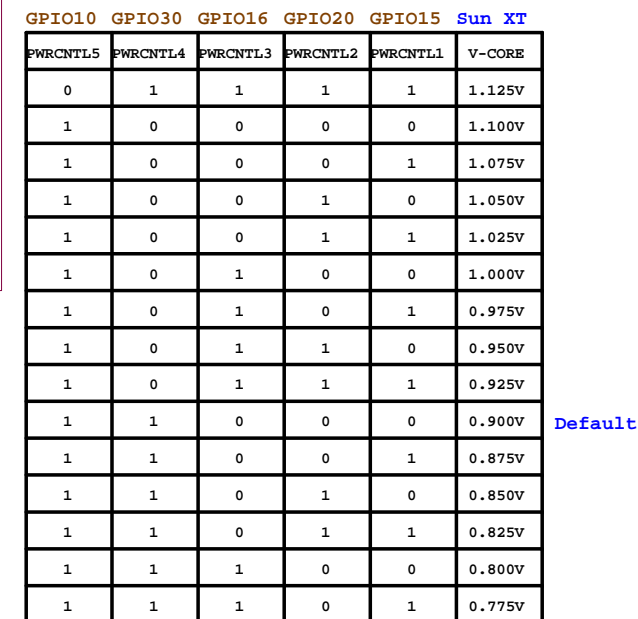 GPIO10 GPIO30 GPIO16 GPIO20 GPIO15 Sun XT
PWRCNTL5 PWRCNTL4 PWRCNTL3 PWRCNTL2 PWRCNTL1 V-CORE
0 1 1 1 1 1.125V
1 0 0 0 0 1.100V
1 0 0 0 1 1.075V
1 0 0 1 0 1.050V
1 0 0 1 1 1.025V
1 0 1 0 0 1.000V
1 0 1 0 1 0.975V
1 0 1 1 0 0.950V
1 0 1 1 1 0.925V
1 1 0 0 0 0.900V Default
1 1 0 0 1 0.875V
1 1 0 1 0 0.850V
1 1 0 1 1 0.825V
1 1 1 0 0 0.800V
1 1 1 0 1 0.775V